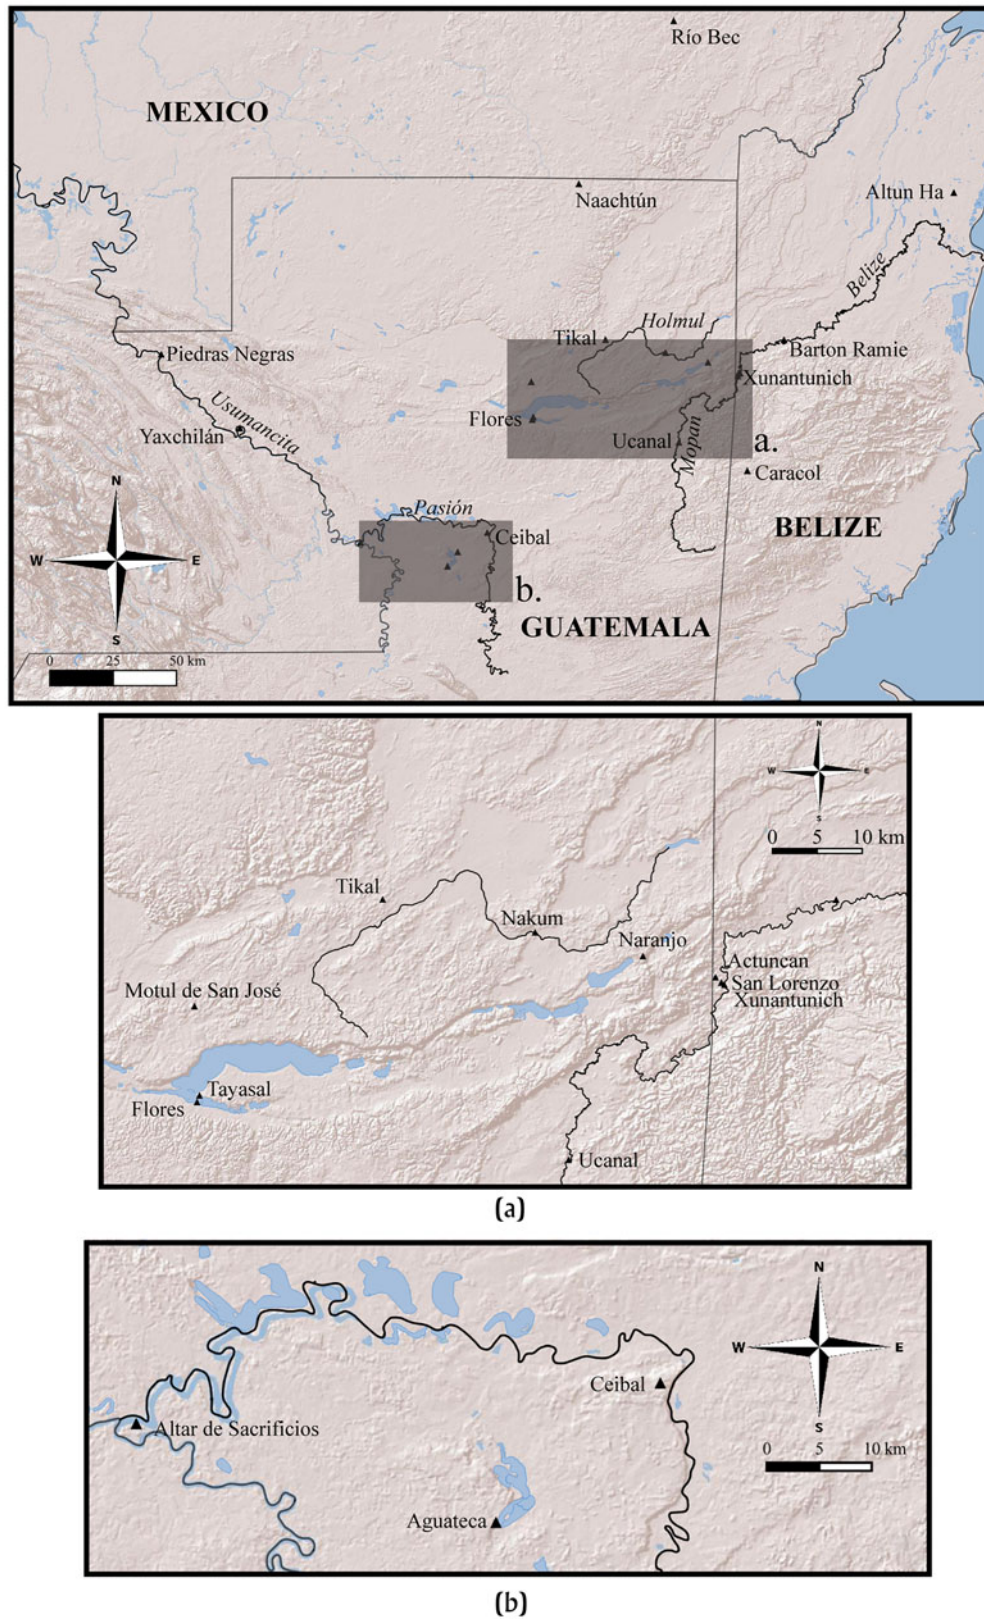 Río Bec
MEXICO
Naachtún
Altun Ha
Belize
Holmul
Tikal
Barton Ramie
Piedras Negras
Xunantunich
Usumancita
Flores
Yaxchilán
Ucanal
Mopan
a.
Caracol
N
Pasión
BELIZE
Ceibal
W
E
b.
GUATEMALA
S
0 25 50 km
N
W
E
S
0 5 10 km
Tikal
Nakum
Naranjo
Actuncan
San Lorenzo
Xunantunich
Motul de San José
Tayasal
Flores
Ucanal
(a)
N
W
E
Ceibal
S
Altar de Sacrificios
0 5 10 km
Aguateca
(b)